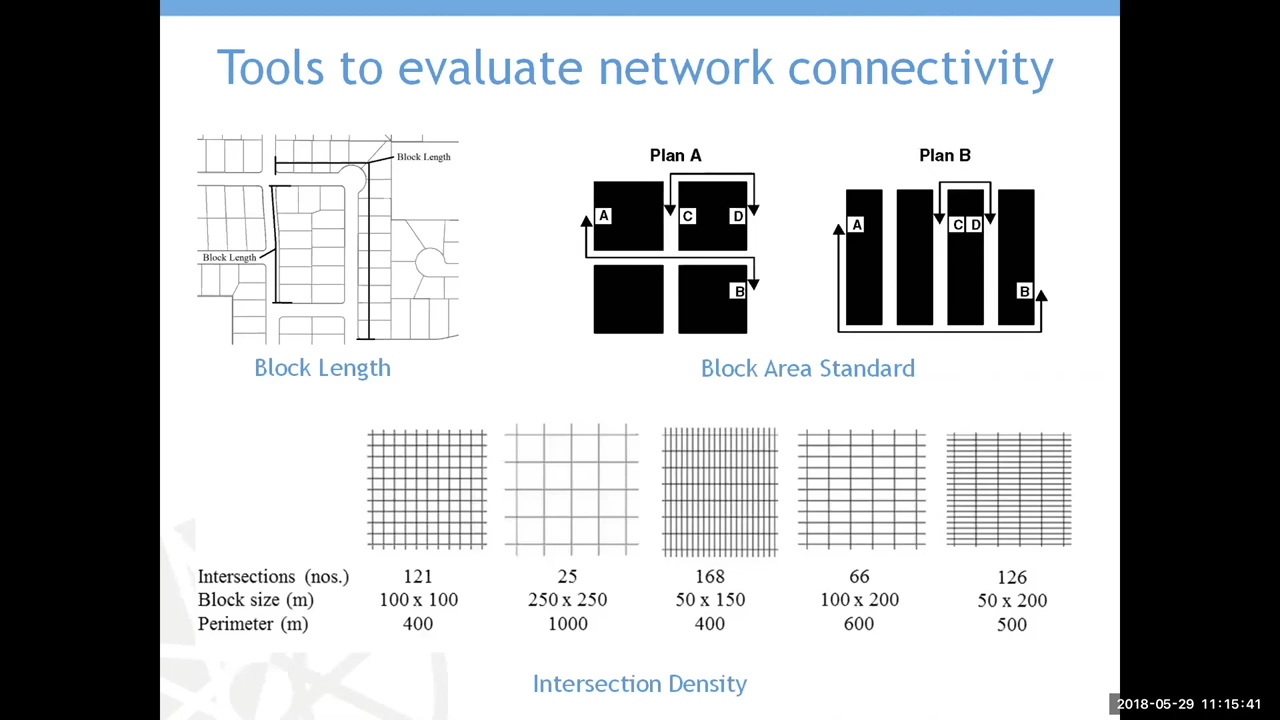 Tools to evaluate network connectivity
Block Length
Block Length
Block Length
Plan A
A
C
D
B
Plan B
A
C D
B
Block Area Standard
Intersections (nos.) 121 25 168 66 126
Block size (m) 100 x 100 250 x 250 50 x 150 100 x 200 50 x 200
Perimeter (m) 400 1000 400 600 500
Intersection Density
2018-05-29 11:15:41